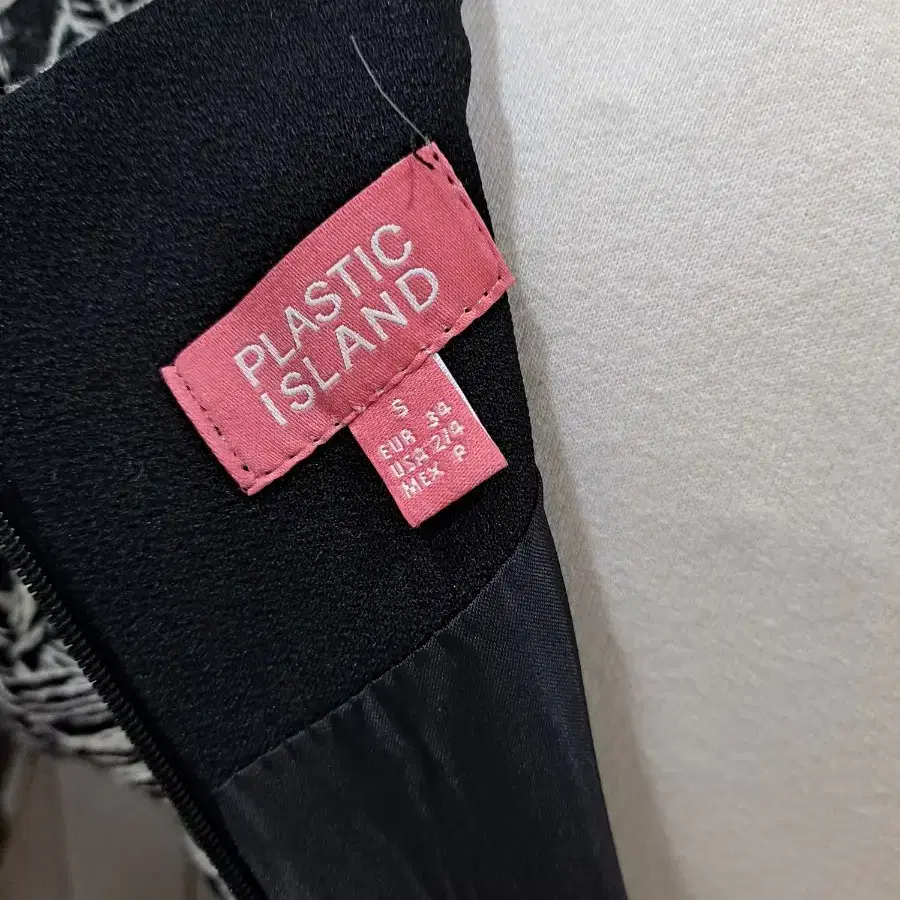 PLASTIC
ISLAND
S
EUR 34
USA 2/4
MEX P